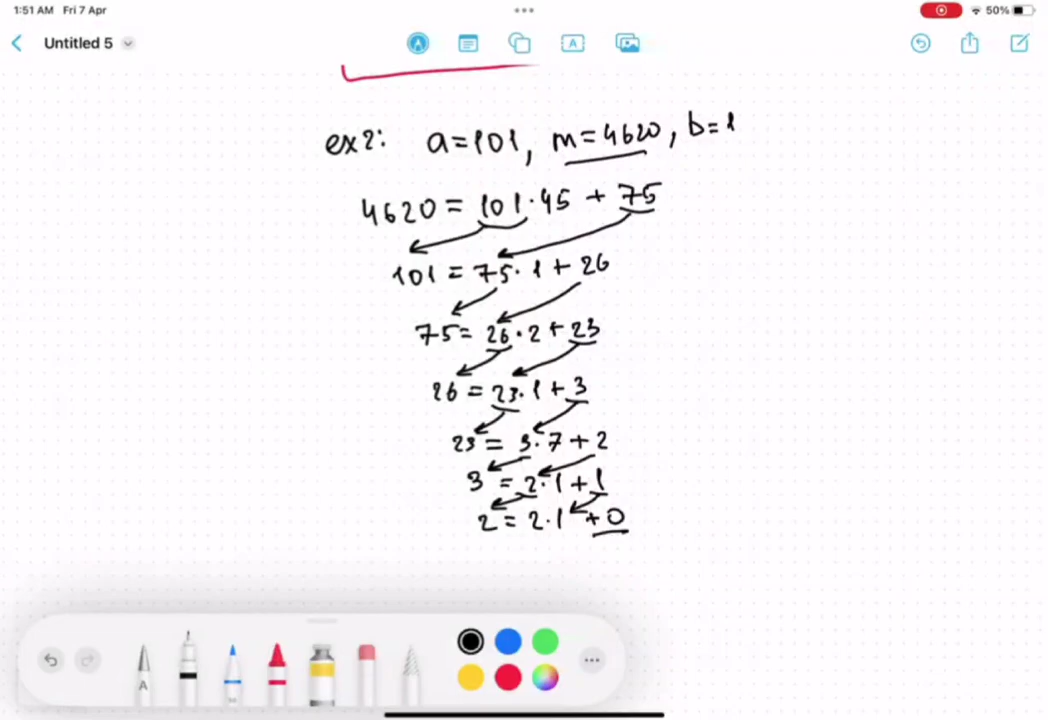 1:51 AM Fri 7 Apr
50%
Untitled 5
A
ex2: a=101, m=4620, b=1
4620 = 101·45 + 75
101 = 75·1 + 26
75 = 26·2 + 23
26 = 23·1 + 3
23 = 3·7 + 2
3 = 2·1 + 1
2 = 2·1 + 0
A